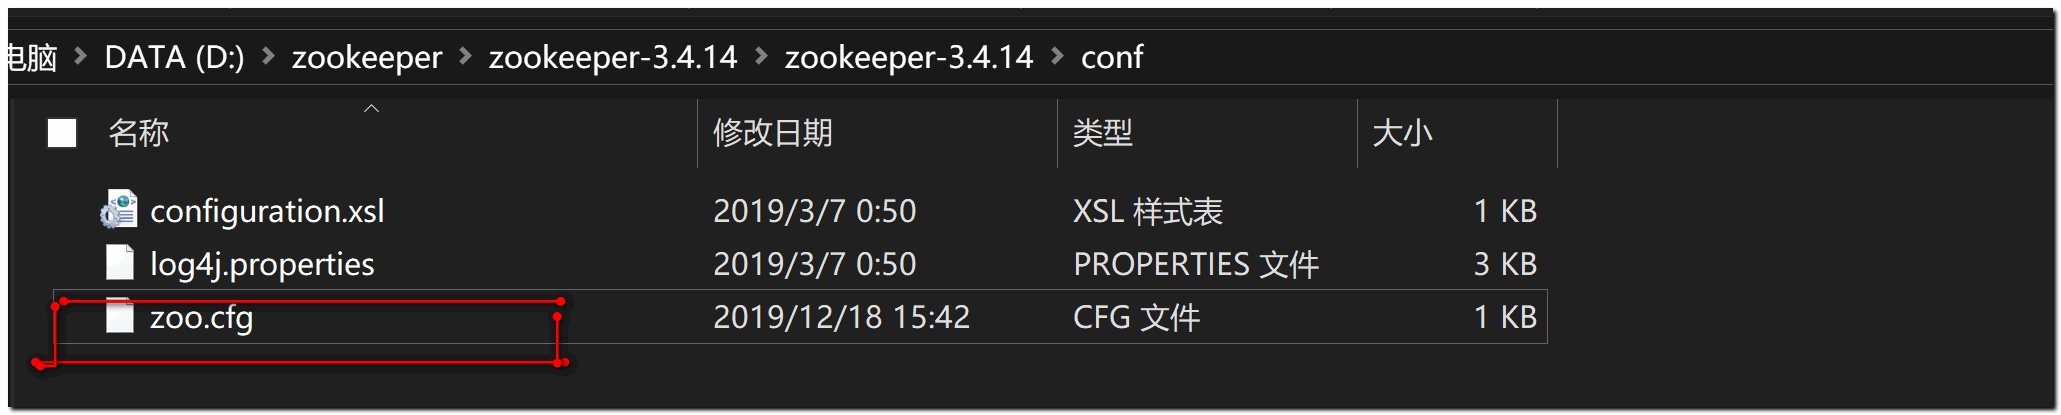 电脑 > DATA (D:) > zookeeper > zookeeper-3.4.14 > zookeeper-3.4.14 > conf
名称 修改日期 类型 大小
configuration.xsl 2019/3/7 0:50 XSL 样式表 1 KB
log4j.properties 2019/3/7 0:50 PROPERTIES 文件 3 KB
zoo.cfg 2019/12/18 15:42 CFG 文件 1 KB